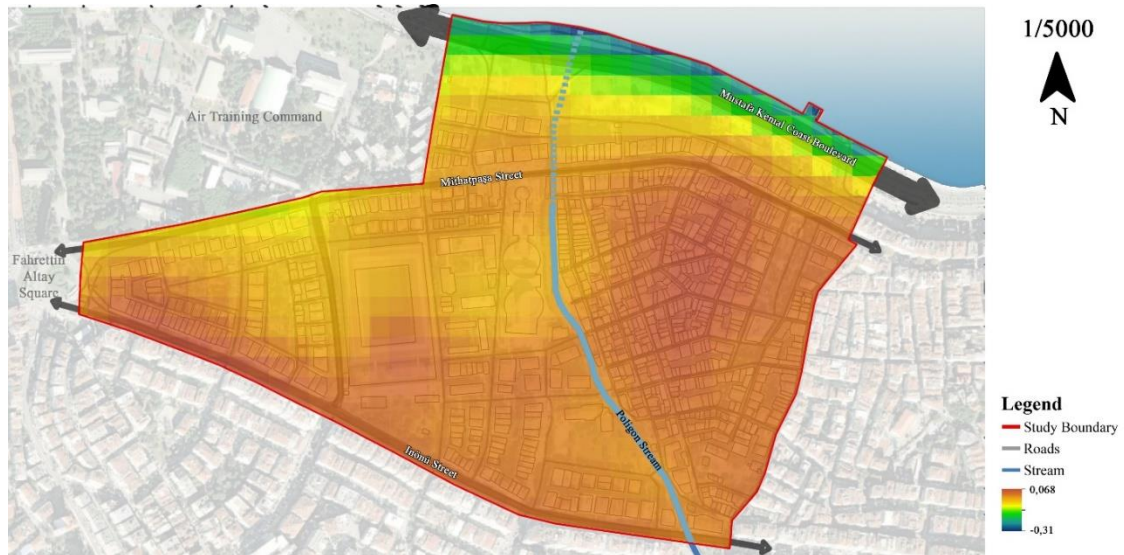 1/5000
N
Air Training Command
Mustafa Kemal Coast Boulevard
Mithatpaşa Street
Fahrettin
Altay
Square
Poligon Stream
İnönü Street
Legend
Study Boundary
Roads
Stream
0,068
-0,31